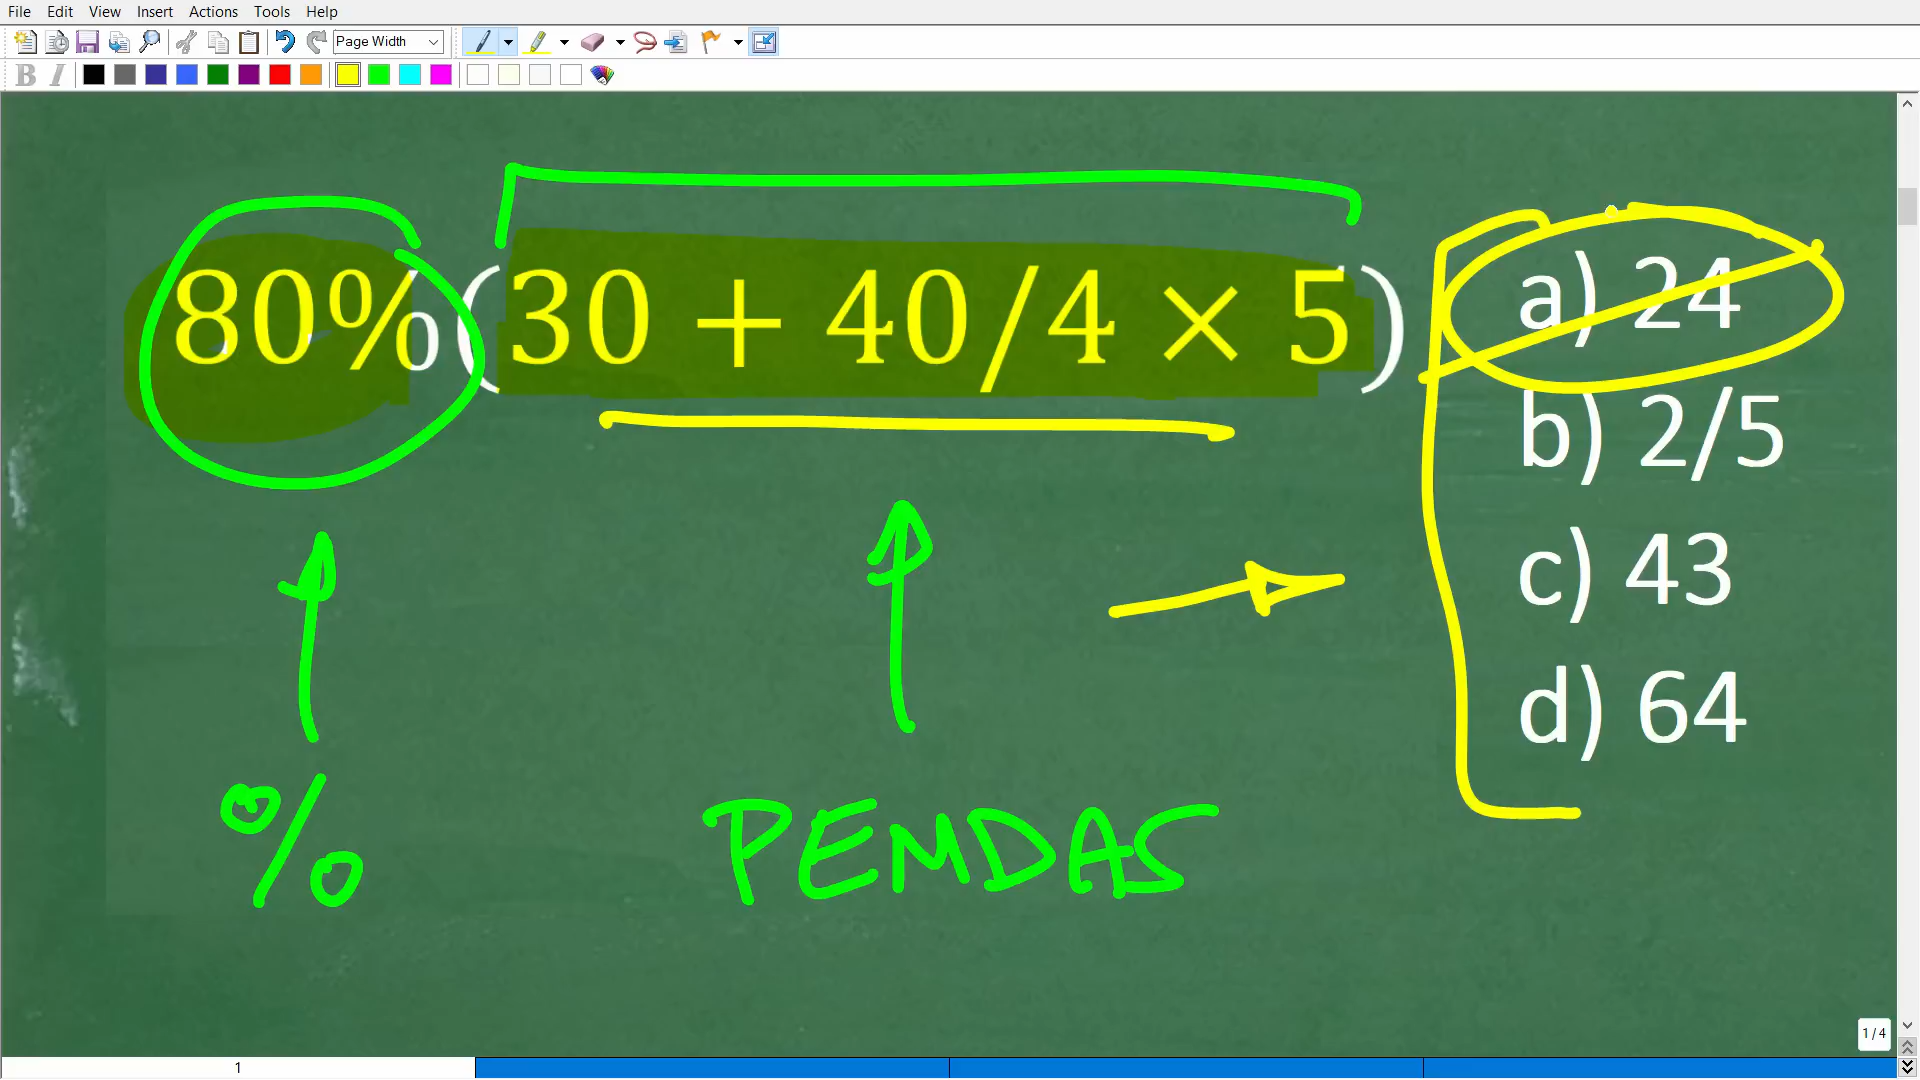 File Edit View Insert Actions Tools Help
Page Width
B I
80%(30 + 40/4 × 5)
a) 24
b) 2/5
c) 43
d) 64
%
PEMDAS
1 / 4
1